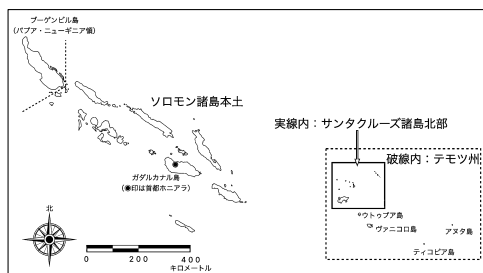 ブーゲンビル島
(パプア・ニューギニア領)
ソロモン諸島本土
実線内：サンタクルーズ諸島北部
破線内：テモツ州
ガダルカナル島
(◉印は首都ホニアラ)
ウトゥプア島
ヴァニコロ島
アヌタ島
ティコピア島
北
0 200 400
キロメートル